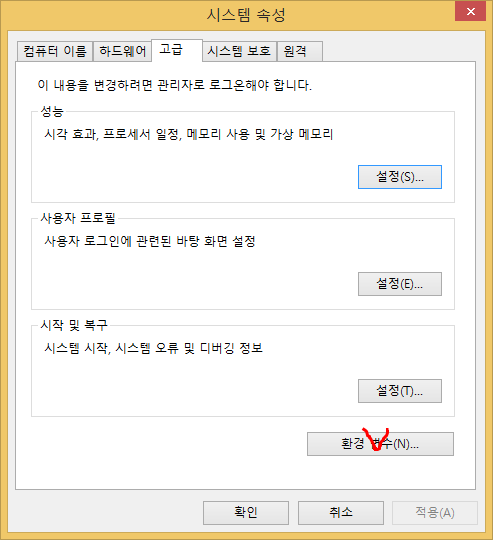 시스템 속성
컴퓨터 이름 하드웨어 고급 시스템 보호 원격
이 내용을 변경하려면 관리자로 로그온해야 합니다.
성능
시각 효과, 프로세서 일정, 메모리 사용 및 가상 메모리
설정(S)...
사용자 프로필
사용자 로그인에 관련된 바탕 화면 설정
설정(E)...
시작 및 복구
시스템 시작, 시스템 오류 및 디버깅 정보
설정(T)...
환경 변수(N)...
확인 취소 적용(A)